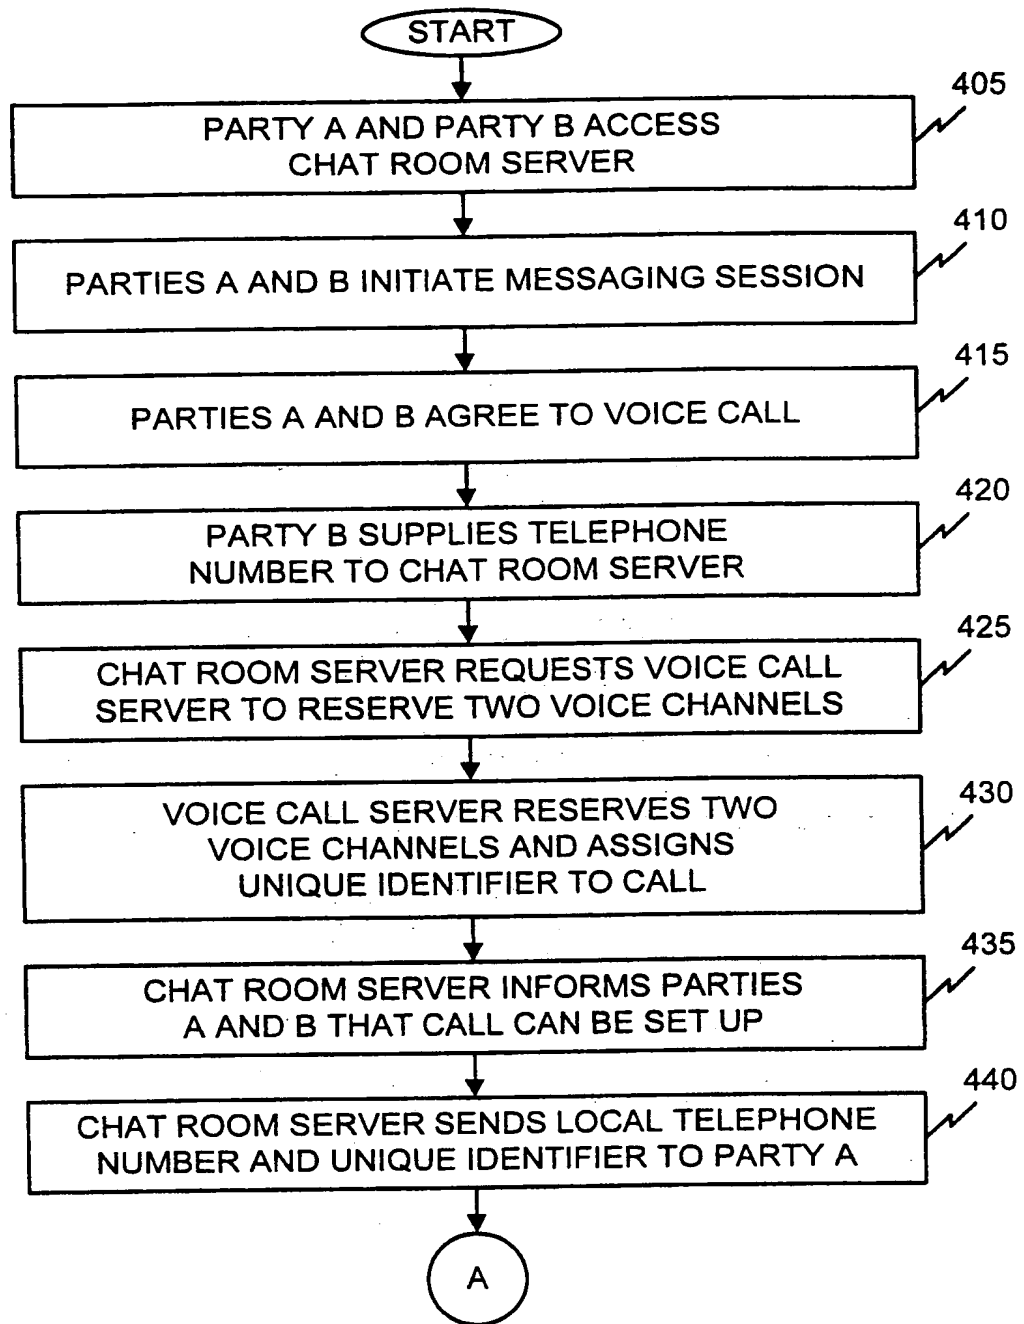 START
405
PARTY A AND PARTY B ACCESS
CHAT ROOM SERVER
410
PARTIES A AND B INITIATE MESSAGING SESSION
415
PARTIES A AND B AGREE TO VOICE CALL
420
PARTY B SUPPLIES TELEPHONE
NUMBER TO CHAT ROOM SERVER
425
CHAT ROOM SERVER REQUESTS VOICE CALL
SERVER TO RESERVE TWO VOICE CHANNELS
430
VOICE CALL SERVER RESERVES TWO
VOICE CHANNELS AND ASSIGNS
UNIQUE IDENTIFIER TO CALL
435
CHAT ROOM SERVER INFORMS PARTIES
A AND B THAT CALL CAN BE SET UP
440
CHAT ROOM SERVER SENDS LOCAL TELEPHONE
NUMBER AND UNIQUE IDENTIFIER TO PARTY A
A